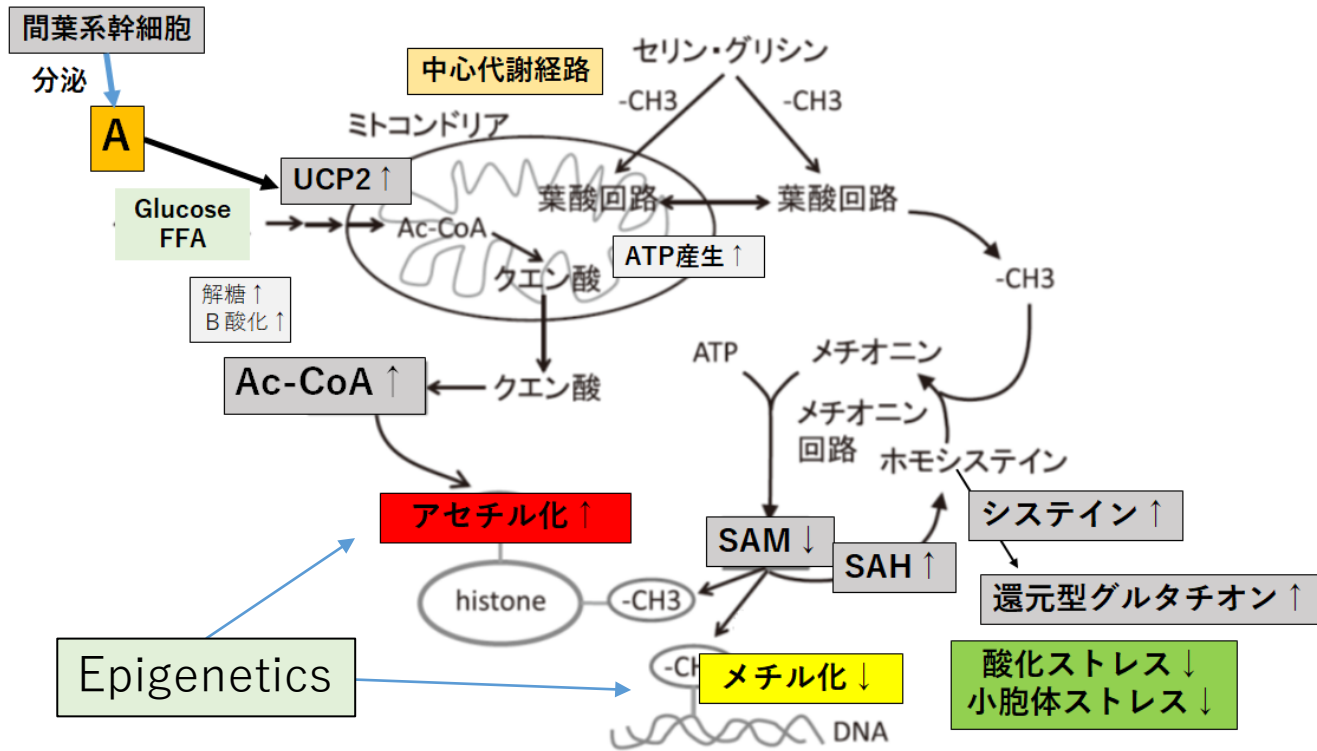 間葉系幹細胞
分泌
A
中心代謝経路
セリン・グリシン
-CH3
-CH3
ミトコンドリア
UCP2↑
葉酸回路
葉酸回路
Glucose
FFA
Ac-CoA
ATP産生↑
クエン酸
-CH3
解糖↑
B酸化↑
ATP
メチオニン
Ac-CoA↑
クエン酸
メチオニン
回路
ホモシステイン
アセチル化↑
システイン↑
SAM↓
SAH↑
histone
-CH3
還元型グルタチオン↑
Epigenetics
メチル化↓
酸化ストレス↓
小胞体ストレス↓
DNA